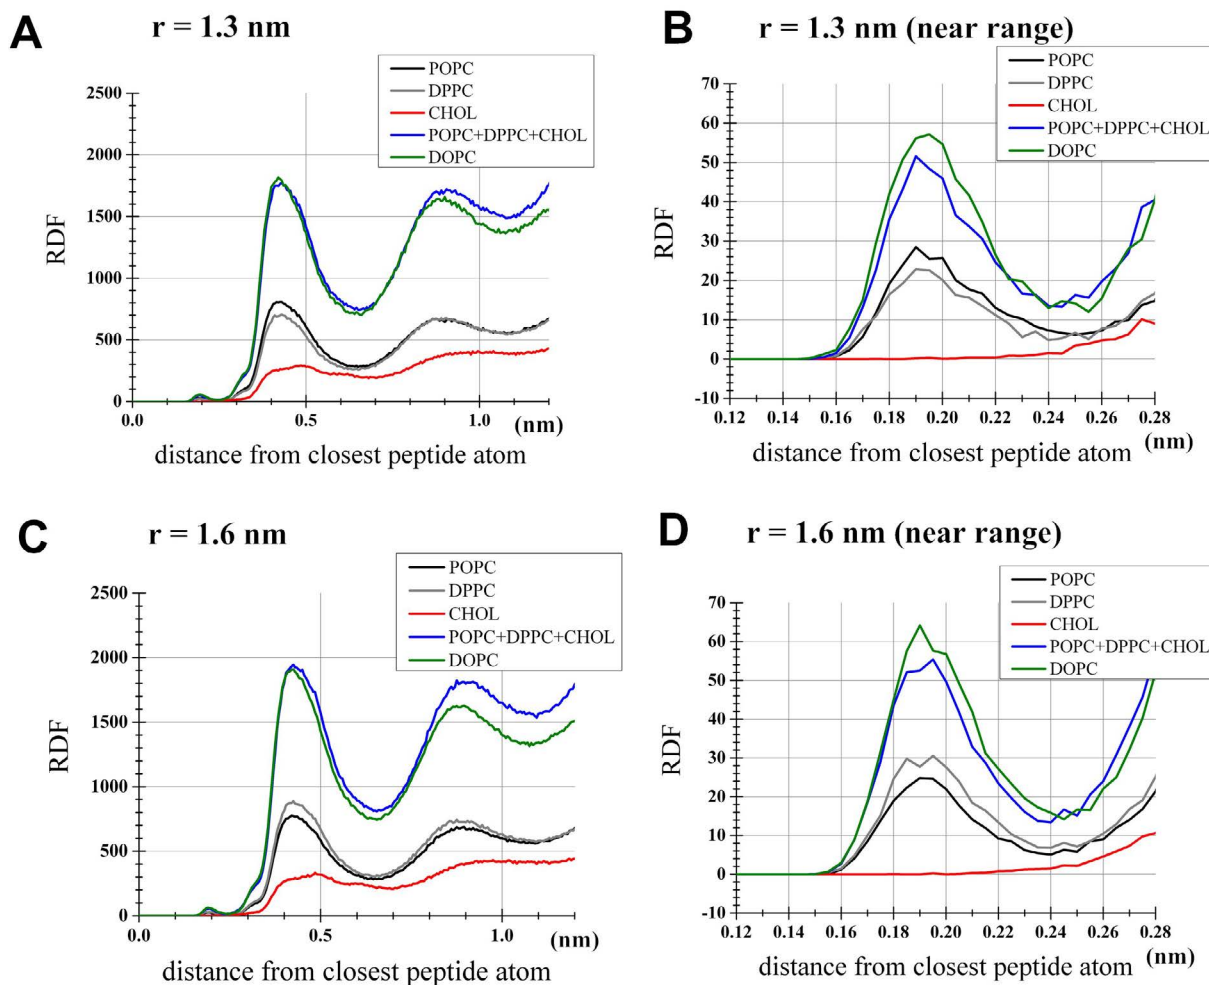 A
r = 1.3 nm
POPC
DPPC
CHOL
POPC+DPPC+CHOL
DOPC
2500
2000
1500
1000
500
0
RDF
0.0
0.5
1.0
(nm)
distance from closest peptide atom
B
r = 1.3 nm (near range)
POPC
DPPC
CHOL
POPC+DPPC+CHOL
DOPC
70
60
50
40
30
20
10
0
-10
RDF
0.12
0.14
0.16
0.18
0.20
0.22
0.24
0.26
0.28
(nm)
distance from closest peptide atom
C
r = 1.6 nm
POPC
DPPC
CHOL
POPC+DPPC+CHOL
DOPC
2500
2000
1500
1000
500
0
RDF
0.0
0.5
1.0
(nm)
distance from closest peptide atom
D
r = 1.6 nm (near range)
POPC
DPPC
CHOL
POPC+DPPC+CHOL
DOPC
70
60
50
40
30
20
10
0
-10
RDF
0.12
0.14
0.16
0.18
0.20
0.22
0.24
0.26
0.28
(nm)
distance from closest peptide atom